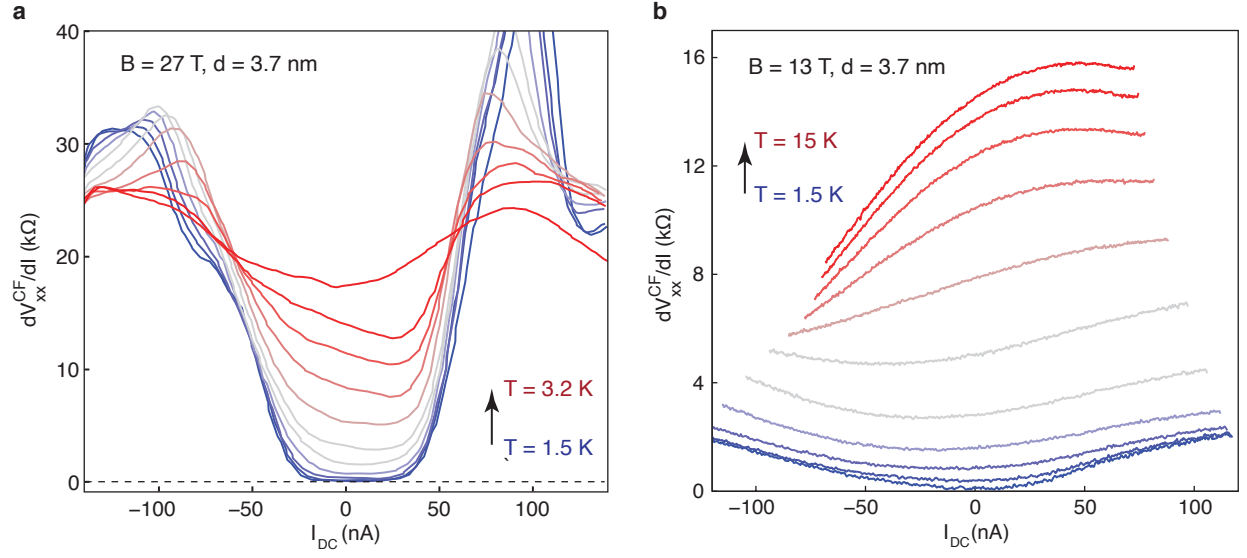 a
B = 27 T, d = 3.7 nm
40
30
20
10
0
dV_xx^CF/dI (kΩ)
T = 3.2 K
T = 1.5 K
−100
−50
0
50
100
I_DC (nA)
b
B = 13 T, d = 3.7 nm
16
12
8
4
0
dV_xx^CF/dI (kΩ)
T = 15 K
T = 1.5 K
−100
−50
0
50
100
I_DC (nA)